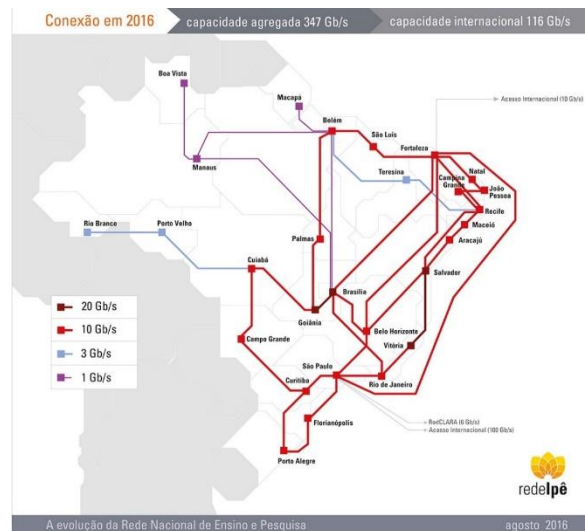 Conexão em 2016
capacidade agregada 347 Gb/s
capacidade internacional 116 Gb/s
Boa Vista
Macapá
Acesso Internacional (10 Gb/s)
Belém
São Luís
Fortaleza
Manaus
Teresina
Campina
Grande
Natal
João
Pessoa
Recife
Rio Branco
Porto Velho
Maceió
Palmas
Aracajú
Cuiabá
Salvador
Brasília
20 Gb/s
Goiânia
10 Gb/s
Belo Horizonte
Campo Grande
Vitória
3 Gb/s
São Paulo
1 Gb/s
Curitiba
Rio de Janeiro
Florianópolis
RedCLARA (6 Gb/s)
Acesso Internacional (100 Gb/s)
Porto Alegre
redeIpê
A evolução da Rede Nacional de Ensino e Pesquisa
agosto 2016